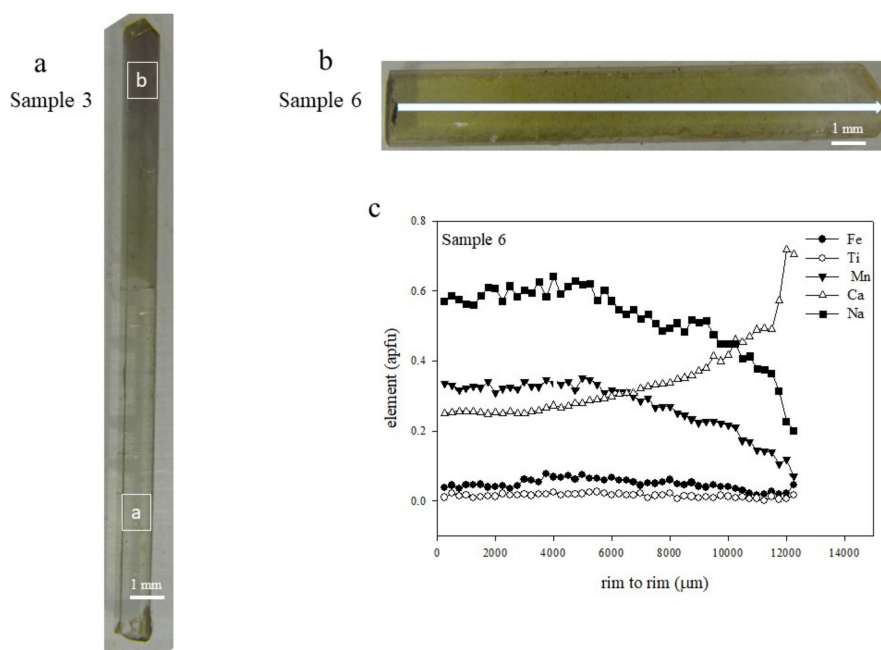 a
Sample 3
b
a
1 mm
b
Sample 6
1 mm
c
Sample 6
Fe
Ti
Mn
Ca
Na
0.8
0.6
0.4
0.2
0.0
element (apfu)
0 2000 4000 6000 8000 10000 12000 14000
rim to rim (μm)